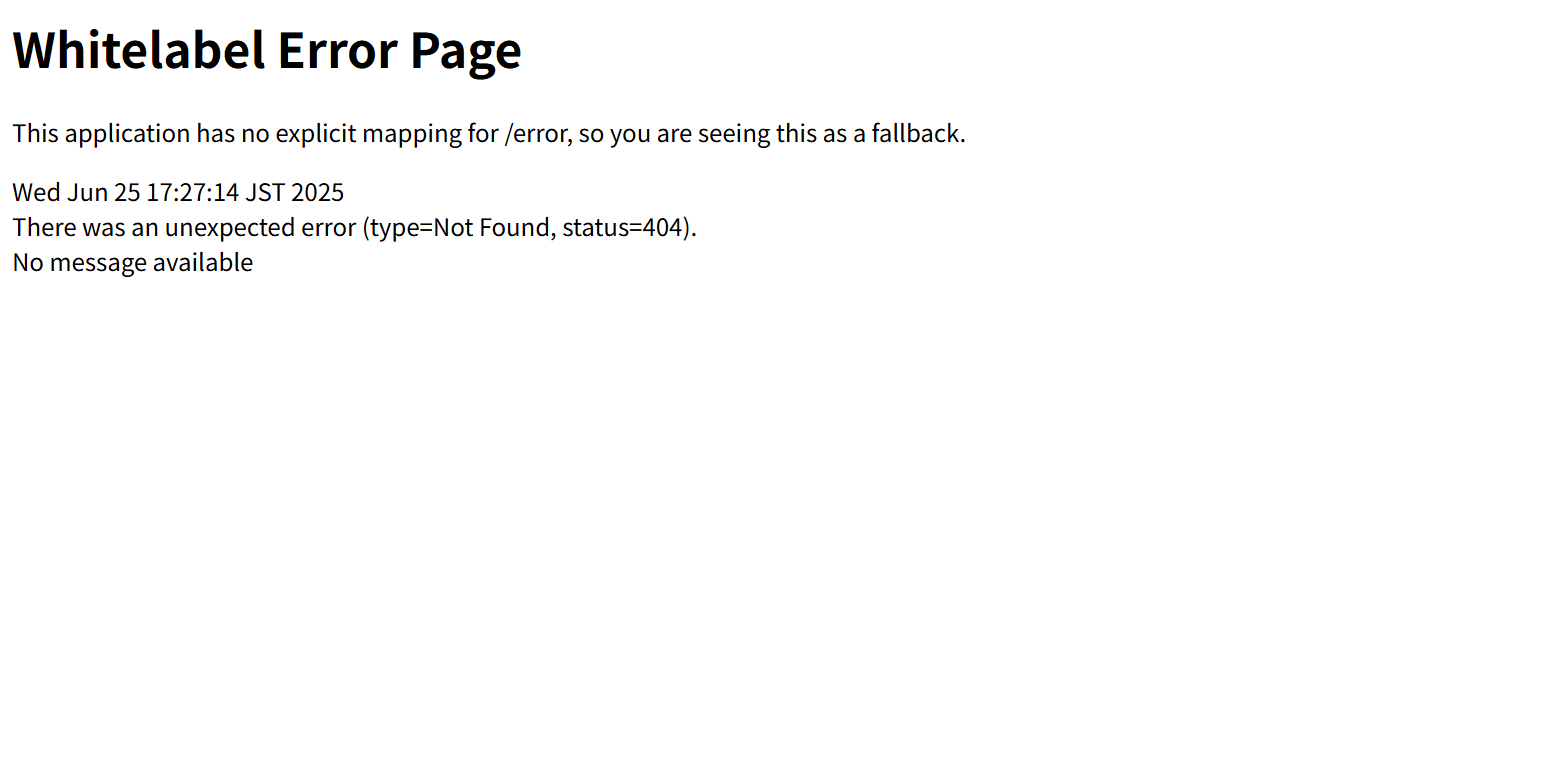 Whitelabel Error Page
This application has no explicit mapping for /error, so you are seeing this as a fallback.
Wed Jun 25 17:27:14 JST 2025
There was an unexpected error (type=Not Found, status=404).
No message available